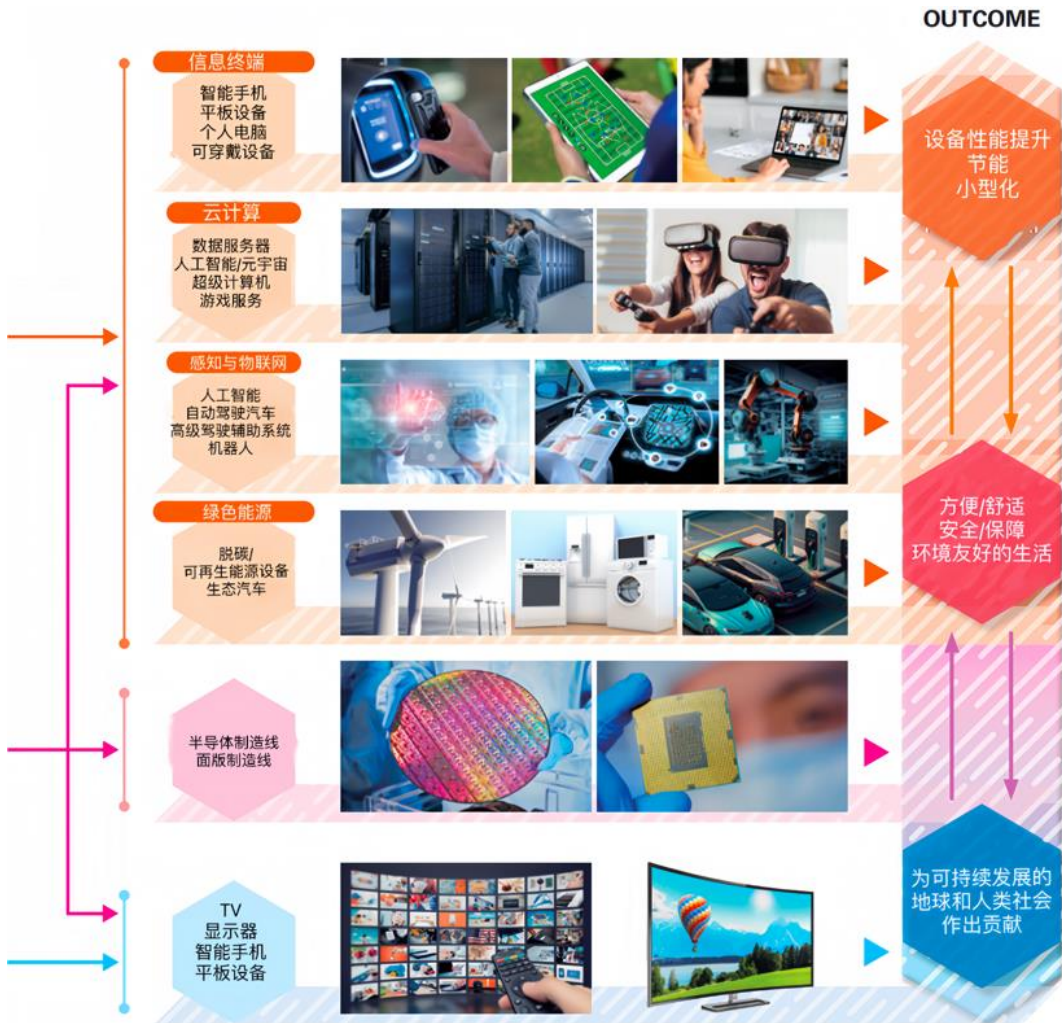 OUTCOME
信息终端
智能手机
平板设备
个人电脑
可穿戴设备
设备性能提升
节能
小型化
云计算
数据服务器
人工智能/元宇宙
超级计算机
游戏服务
感知与物联网
人工智能
自动驾驶汽车
高级驾驶辅助系统
机器人
绿色能源
脱碳/
可再生能源设备
生态汽车
方便/舒适
安全/保障
环境友好的生活
半导体制造线
面版制造线
TV
显示器
智能手机
平板设备
为可持续发展的
地球和人类社会
作出贡献